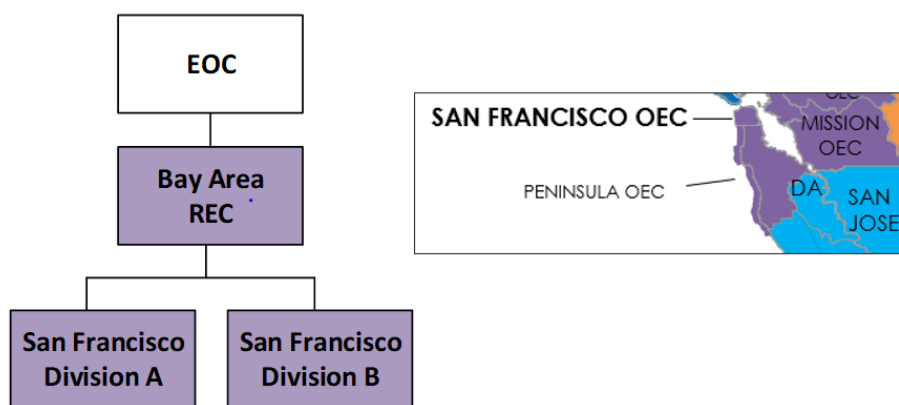 EOC
Bay Area
REC
San Francisco
Division A
San Francisco
Division B
SAN FRANCISCO OEC
PENINSULA OEC
MISSION
OEC
DA
SAN
JOSE